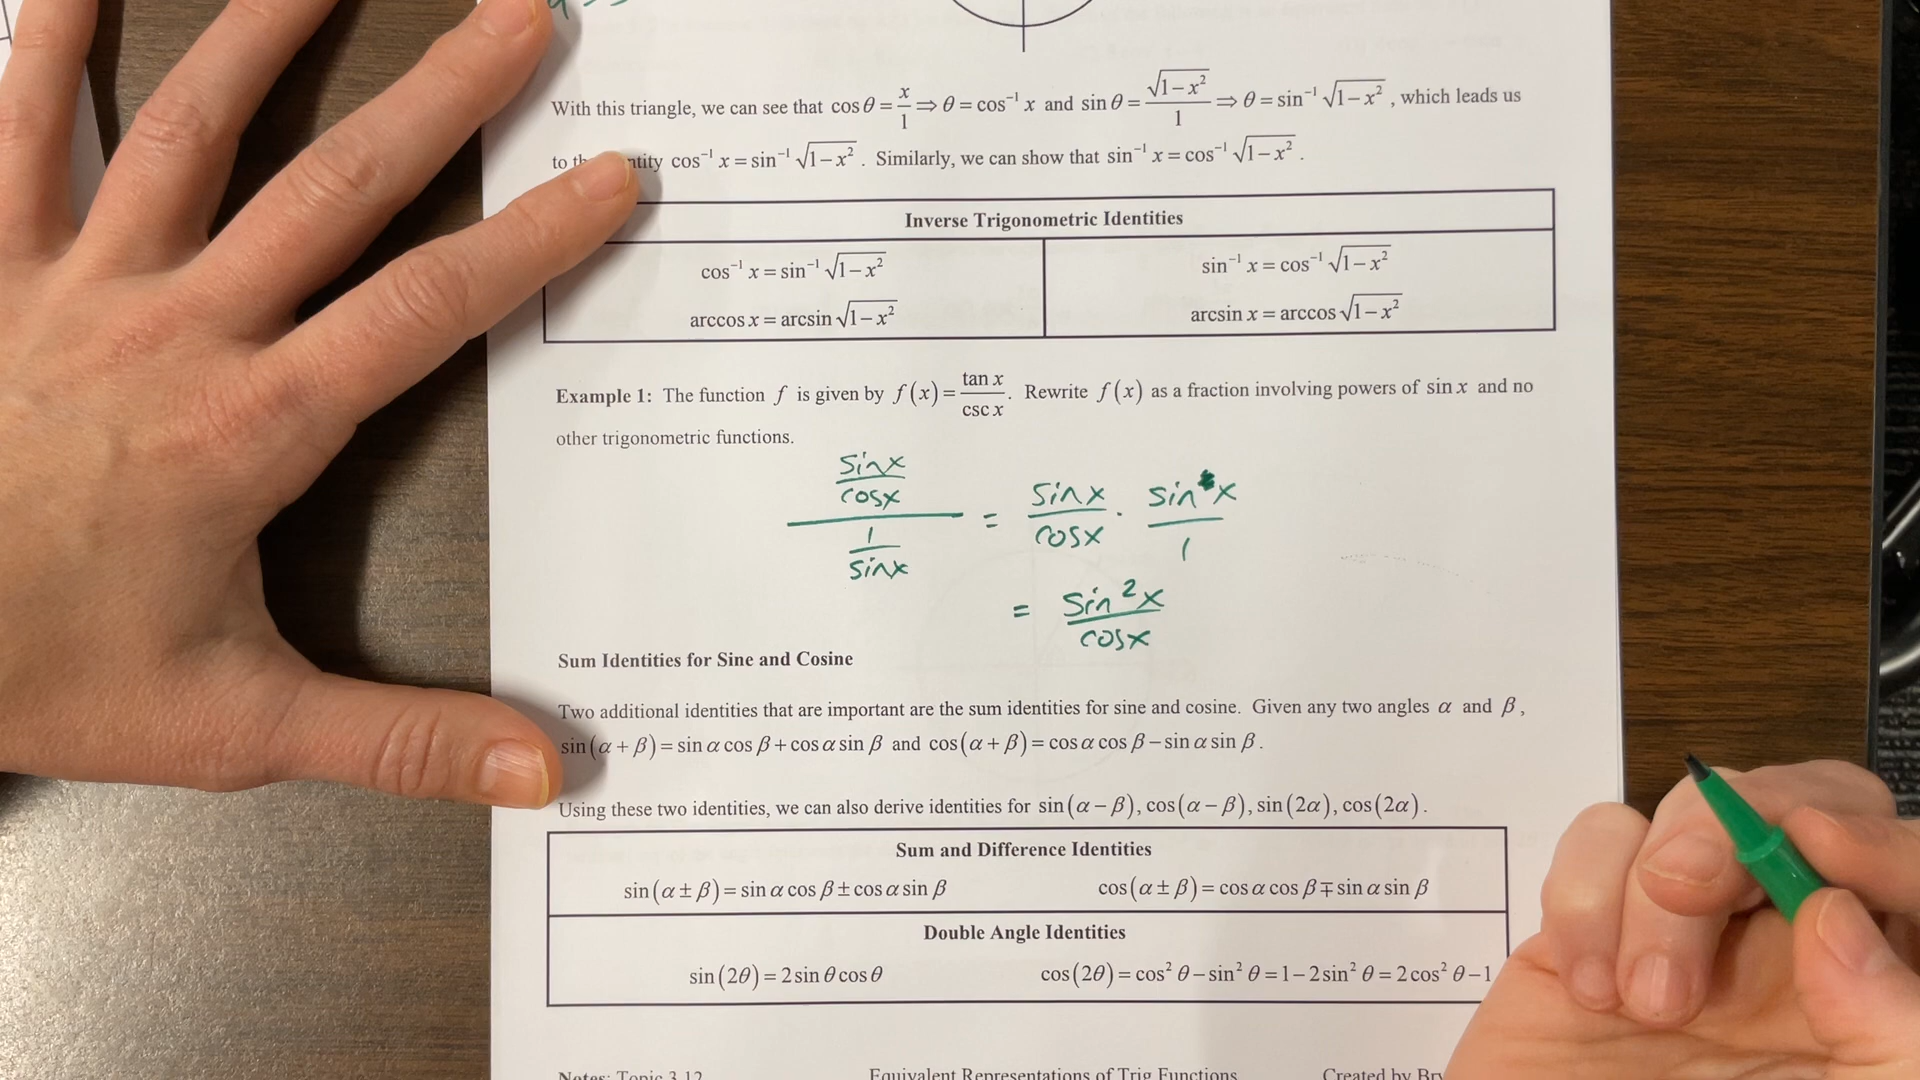 With this triangle, we can see that cos θ = x/1 ⇒ θ = cos⁻¹ x and sin θ = √(1−x²)/1 ⇒ θ = sin⁻¹ √(1−x²) , which leads us
to cos⁻¹ x = sin⁻¹ √(1−x²) . Similarly, we can show that sin⁻¹ x = cos⁻¹ √(1−x²) .
Inverse Trigonometric Identities
cos⁻¹ x = sin⁻¹ √(1−x²)
arccos x = arcsin √(1−x²)
sin⁻¹ x = cos⁻¹ √(1−x²)
arcsin x = arccos √(1−x²)
Example 1: The function f is given by f(x) = tan x/csc x. Rewrite f(x) as a fraction involving powers of sin x and no
other trigonometric functions.
(sinx/cosx)/(1/sinx) = sinx/cosx · sin x/1
= sin²x/cosx
Sum Identities for Sine and Cosine
Two additional identities that are important are the sum identities for sine and cosine. Given any two angles α and β,
sin(α + β) = sin α cos β + cos α sin β and cos(α + β) = cos α cos β − sin α sin β.
Using these two identities, we can also derive identities for sin(α − β), cos(α − β), sin(2α), cos(2α).
Sum and Difference Identities
sin(α ± β) = sin α cos β ± cos α sin β cos(α ± β) = cos α cos β ∓ sin α sin β
Double Angle Identities
sin(2θ) = 2 sin θ cos θ cos(2θ) = cos² θ − sin² θ = 1 − 2 sin² θ = 2 cos² θ − 1
Notes: Topic 3.12 Equivalent Representations of Trig Functions Created by